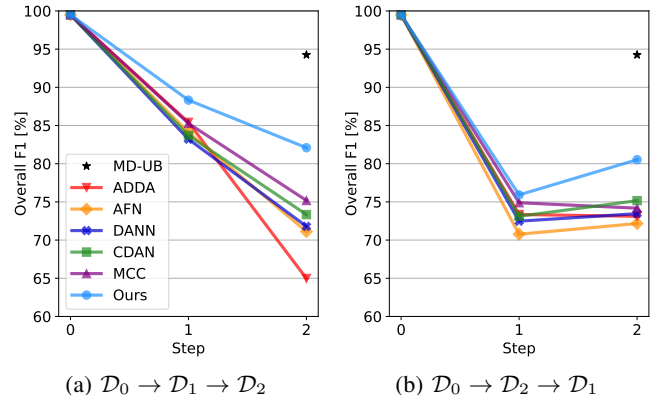 100
95
90
85
80
75
70
65
60
Overall F1 [%]
MD-UB
ADDA
AFN
DANN
CDAN
MCC
Ours
0 1 2
Step
(a) 𝒟₀ → 𝒟₁ → 𝒟₂
100
95
90
85
80
75
70
65
60
Overall F1 [%]
0 1 2
Step
(b) 𝒟₀ → 𝒟₂ → 𝒟₁